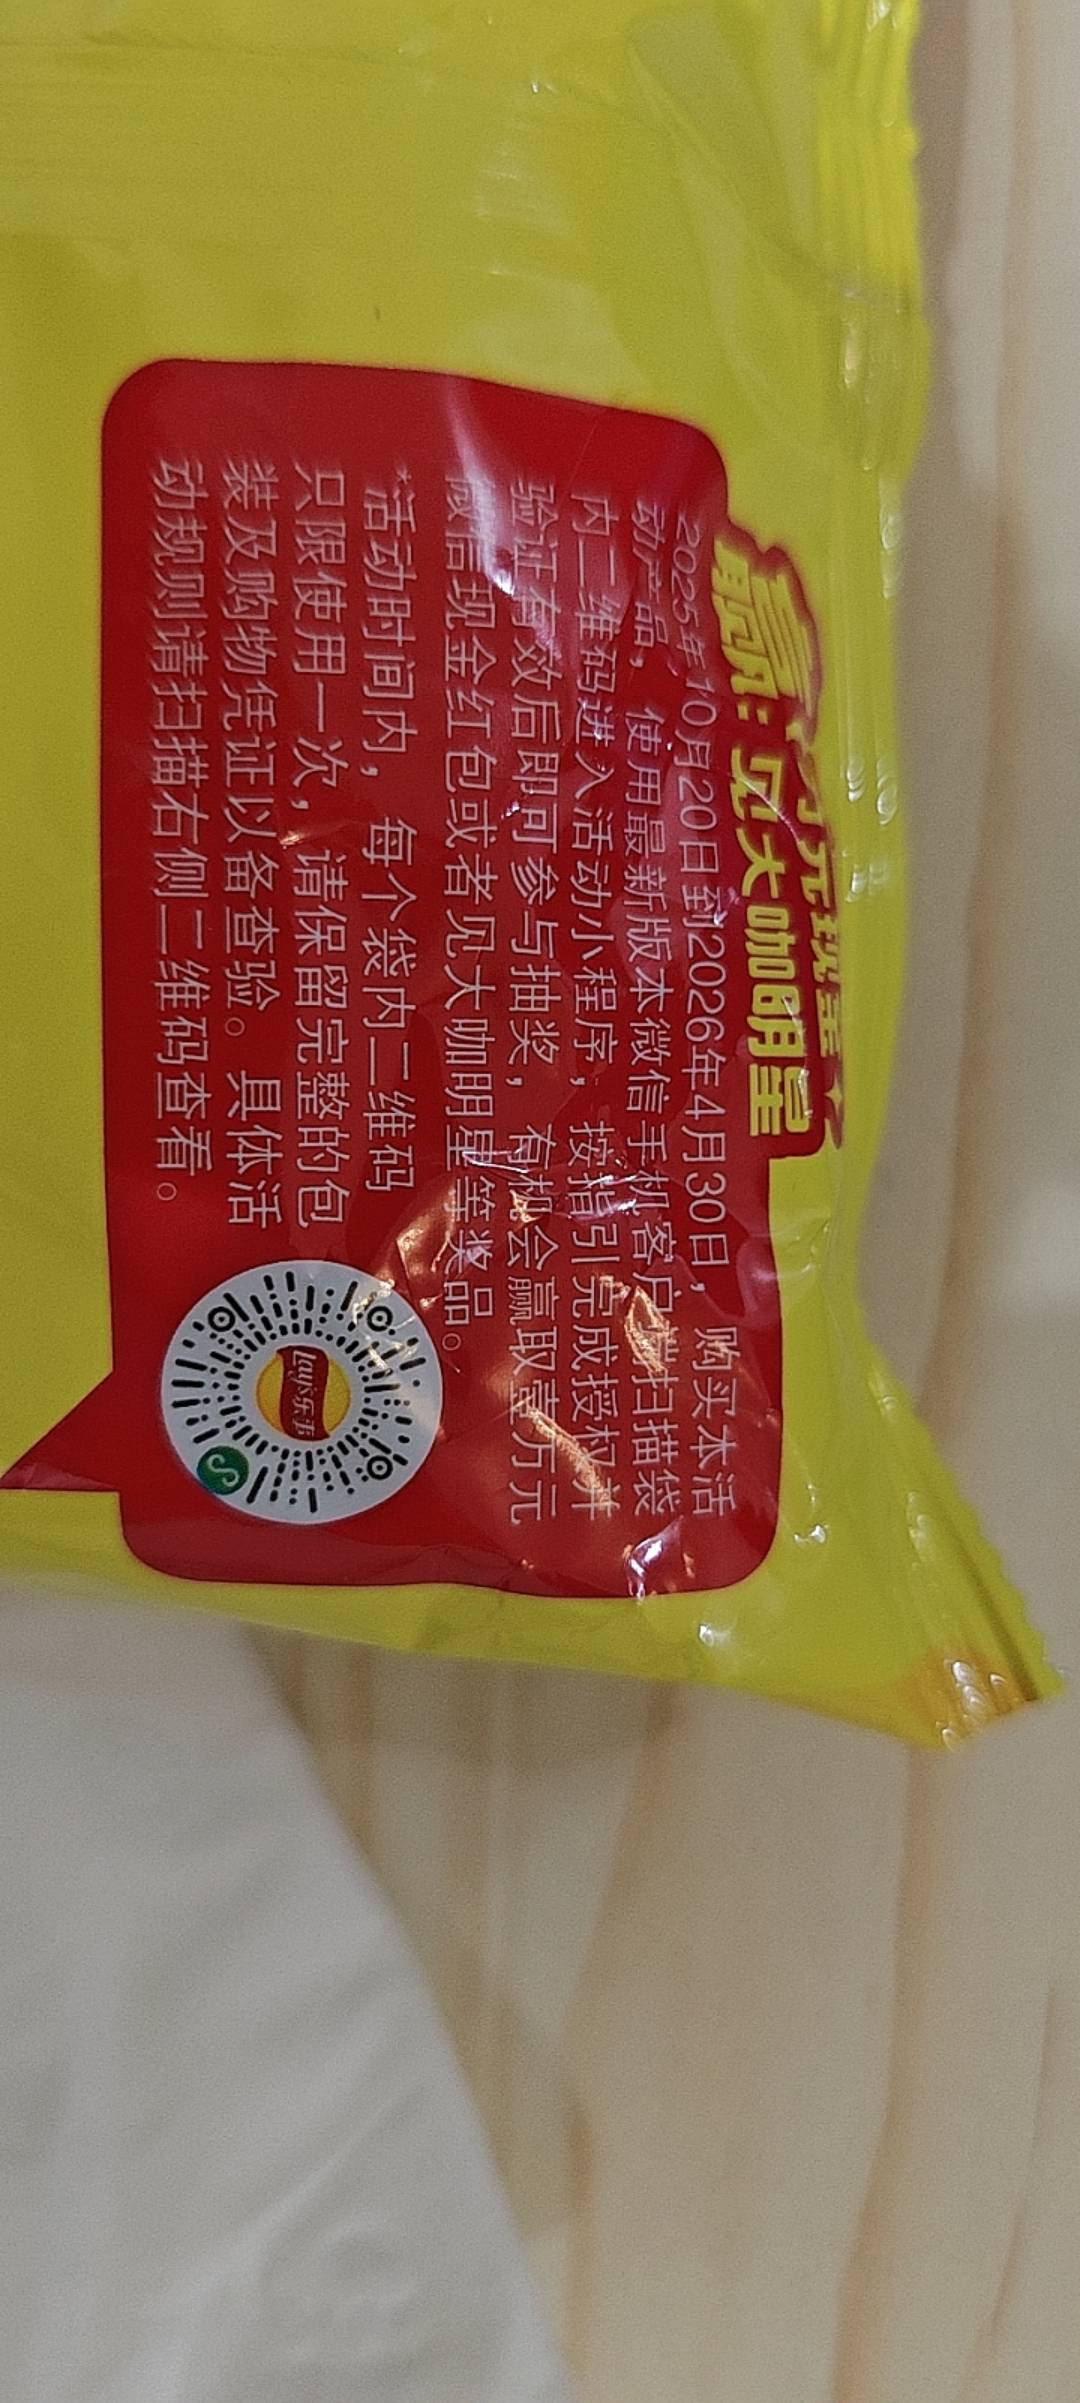 赢万元现金
赢：见大咖明星
2025年10月20日到2026年4月30日，购买本活
动产品，使用最新版本微信手机客户端扫描袋
内二维码进入活动小程序，按指引完成授权并
验证有效后即可参与抽奖，有机会赢取壹万元
微信现金红包或者见大咖明星等奖品。
*活动时间内，每个袋内二维码
只限使用一次，请保留完整的包
装及购物凭证以备查验。具体活
动规则请扫描右侧二维码查看。
Lay's乐事